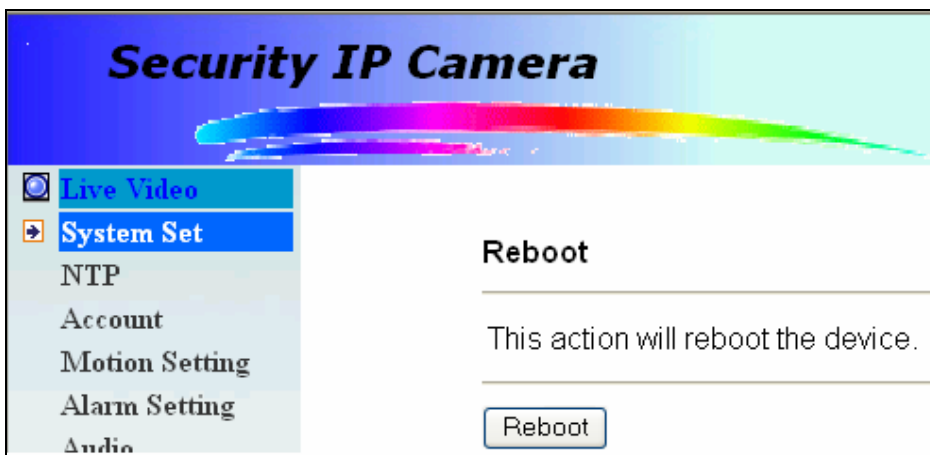 Security IP Camera
Live Video
System Set
NTP
Account
Motion Setting
Alarm Setting
Audio
Reboot
This action will reboot the device.
Reboot